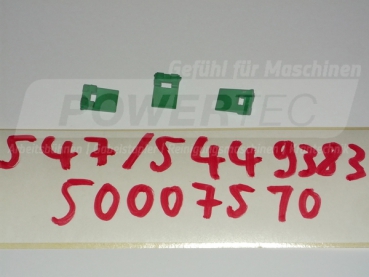 Gefühl für Maschinen
POWERTEC
547/5449383
50007570